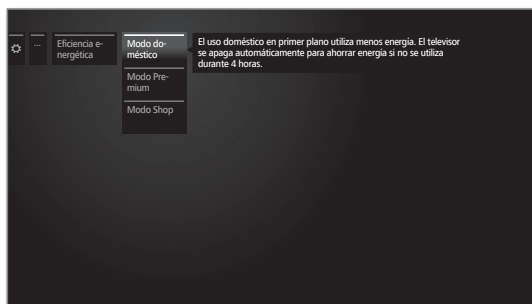 ...
Eficiencia e-
nergética
Modo do-
méstico
El uso doméstico en primer plano utiliza menos energía. El televisor
se apaga automáticamente para ahorrar energía si no se utiliza
durante 4 horas.
Modo Pre-
mium
Modo Shop